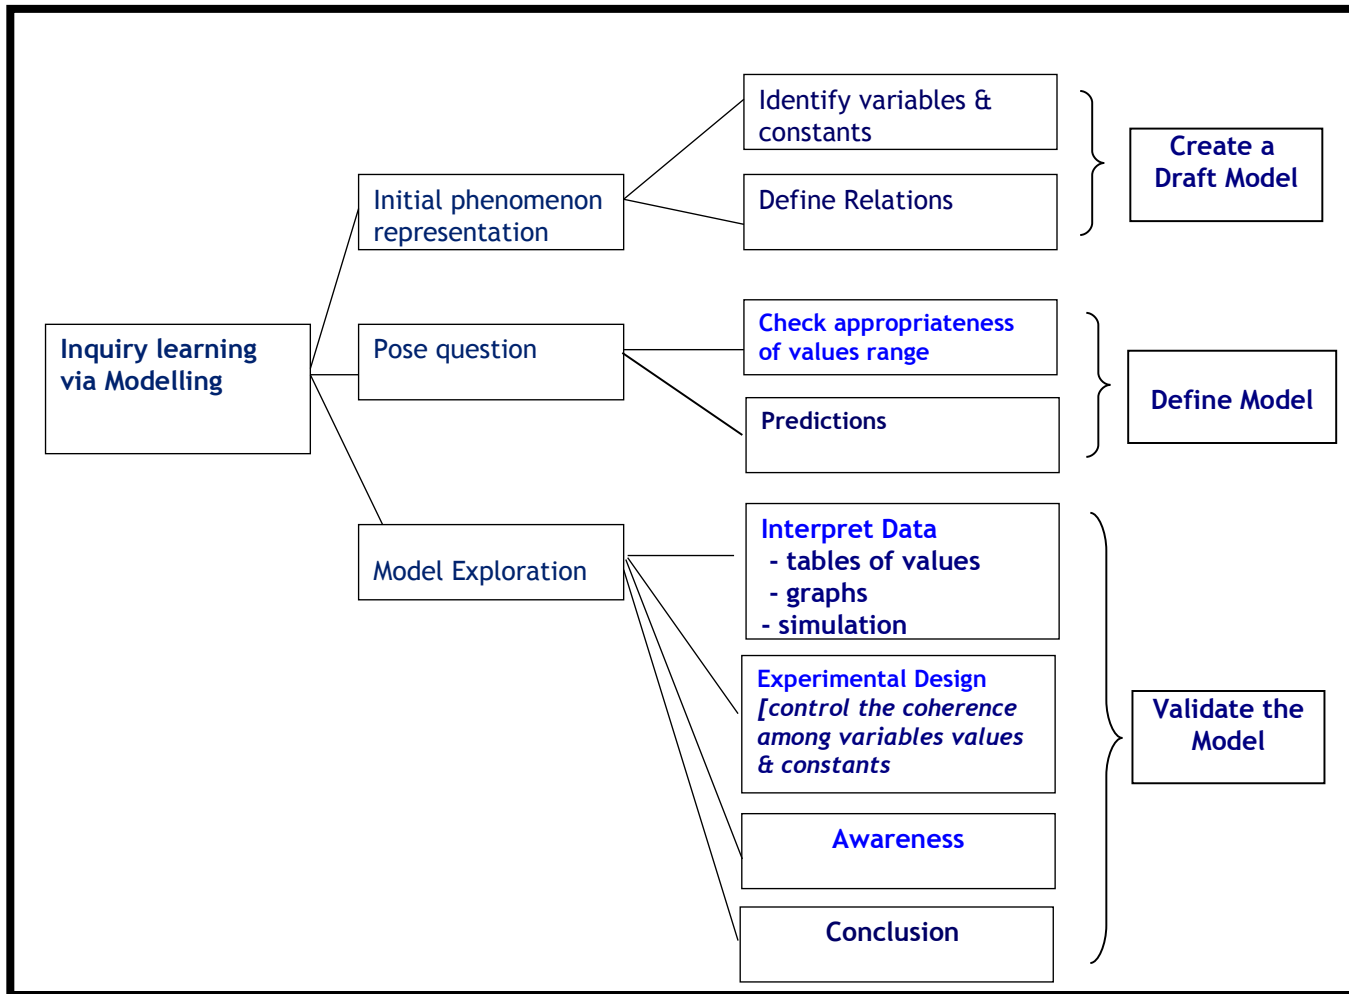 Inquiry learning
via Modelling
Initial phenomenon
representation
Pose question
Model Exploration
Identify variables &
constants
Define Relations
Check appropriateness
of values range
Predictions
Interpret Data
- tables of values
- graphs
- simulation
Experimental Design
[control the coherence
among variables values
& constants
Awareness
Conclusion
Create a
Draft Model
Define Model
Validate the
Model